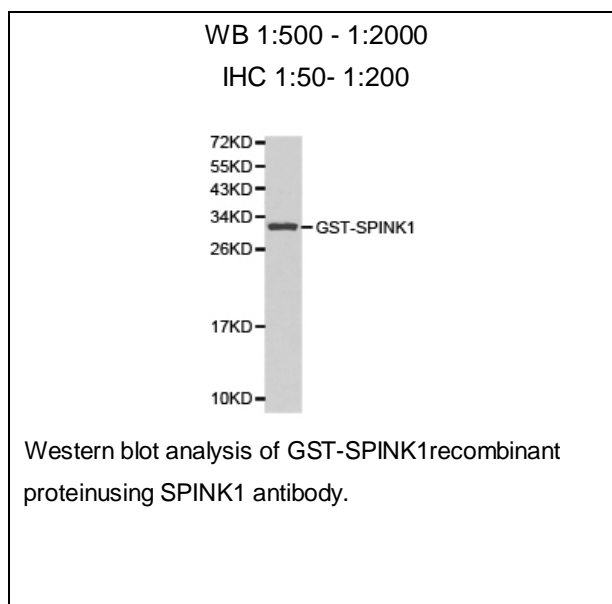 WB 1:500 - 1:2000
IHC 1:50- 1:200
72KD
55KD
43KD
34KD
GST-SPINK1
26KD
17KD
10KD
Western blot analysis of GST-SPINK1recombinant
proteinusing SPINK1 antibody.